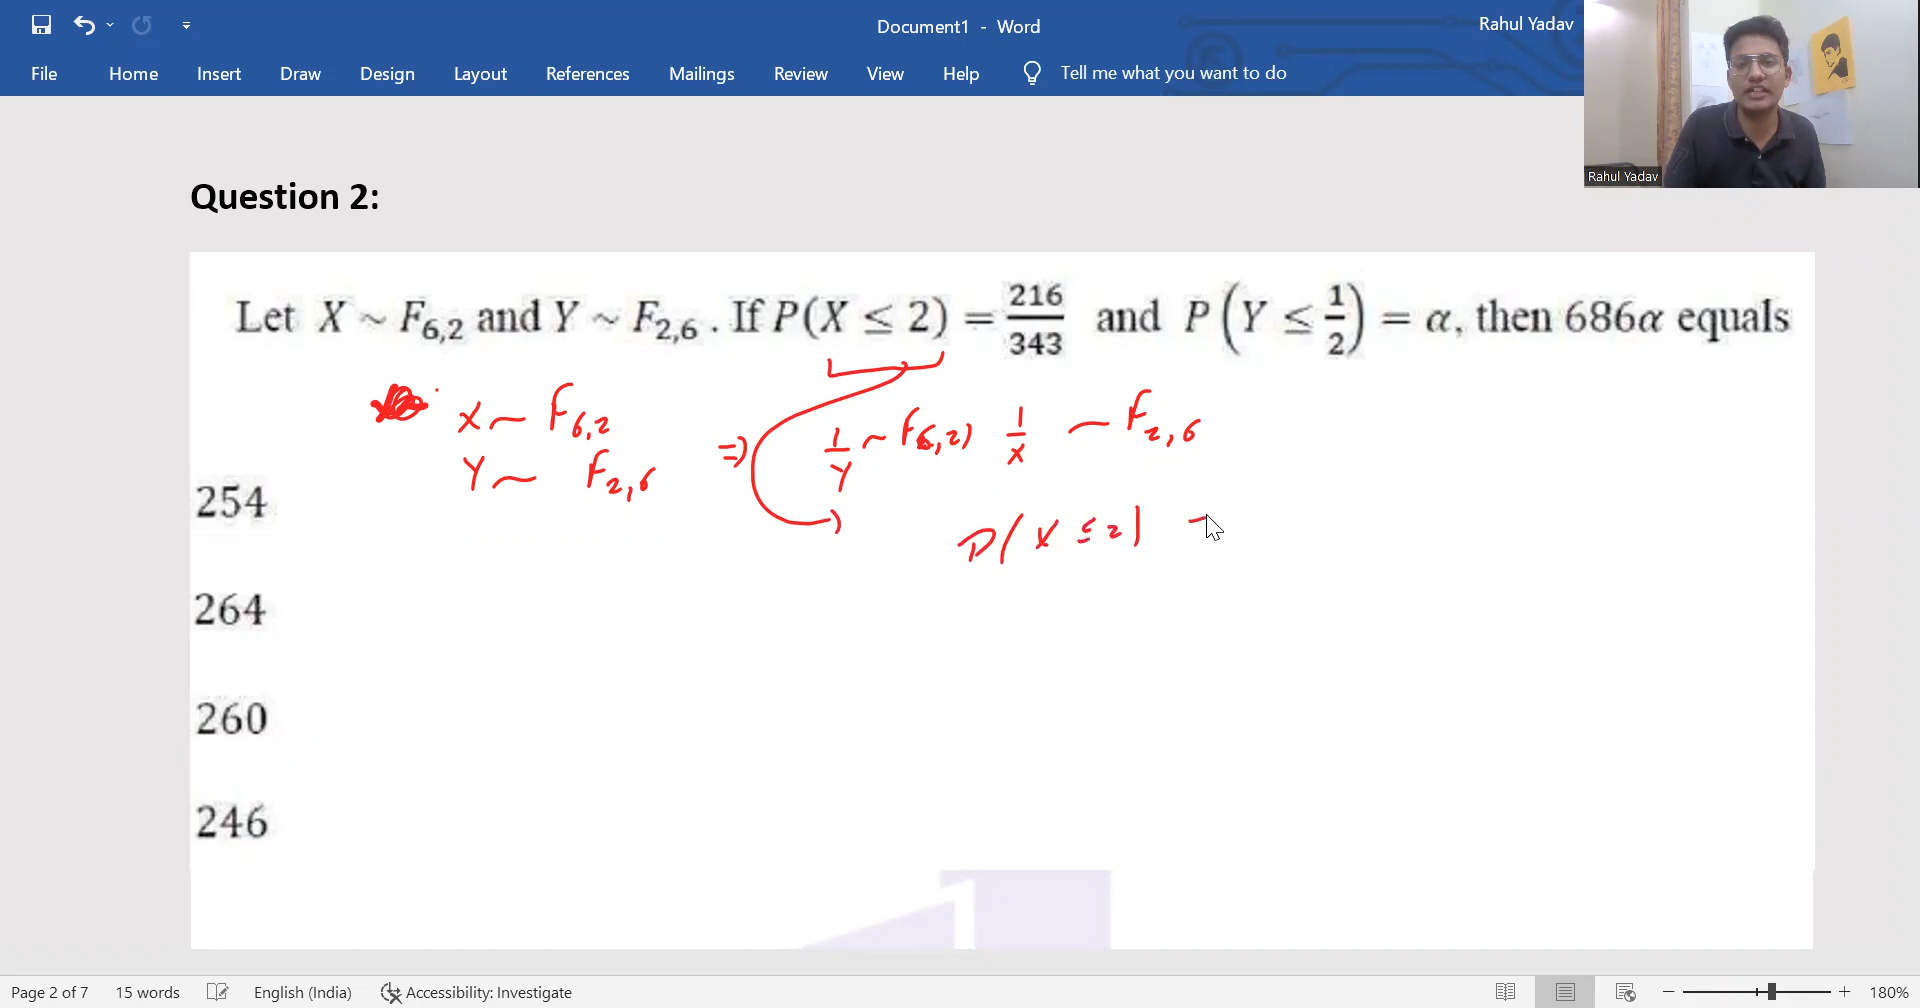 Document1 - Word
Rahul Yadav
File Home Insert Draw Design Layout References Mailings Review View Help Tell me what you want to do
Rahul Yadav
Question 2:
Let X ~ F₆,₂ and Y ~ F₂,₆ . If P(X ≤ 2) = 216/343 and P(Y ≤ 1/2) = α, then 686α equals
X ~ F₆,₂
Y ~ F₂,₆
=) 1/Y ~ F(6,2) 1/X ~ F₂,₆
P(X ≤ 2)
254
264
260
246
Page 2 of 7 15 words English (India) Accessibility: Investigate 180%